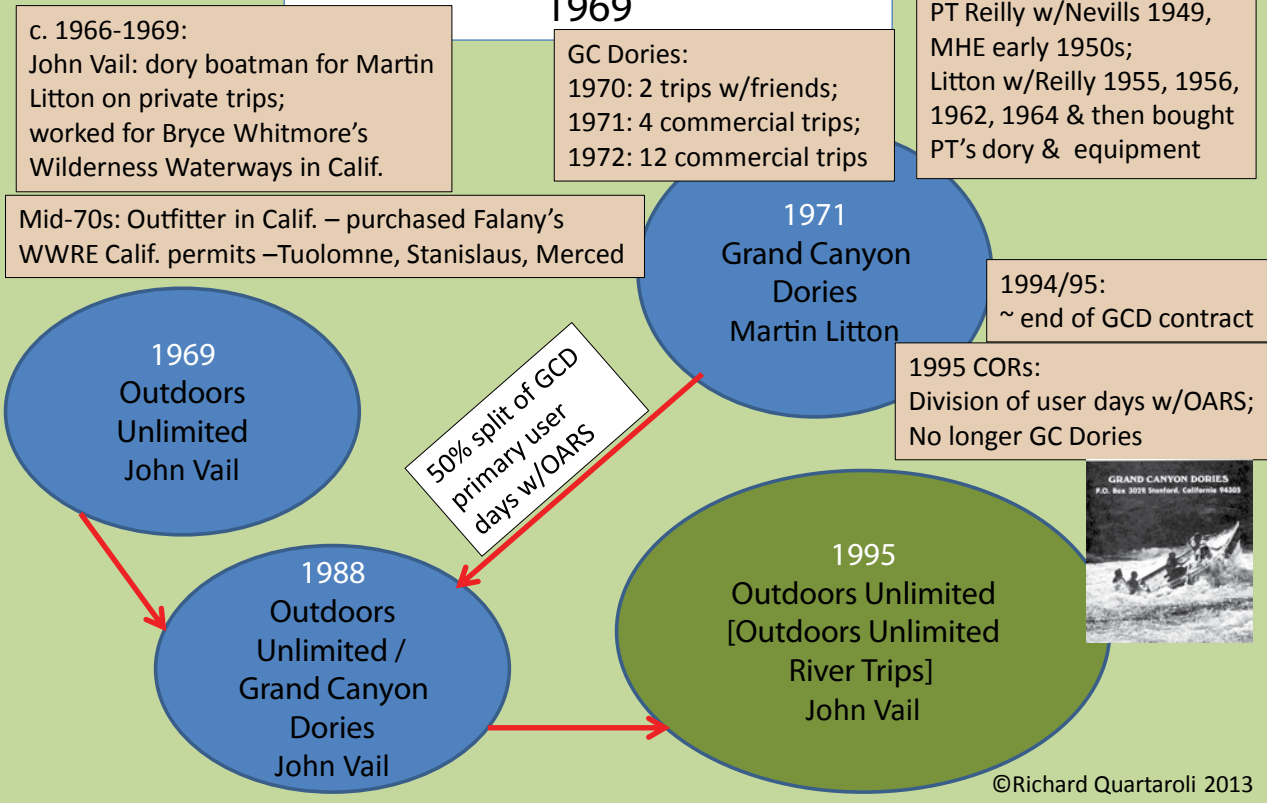 1969
c. 1966-1969:
John Vail: dory boatman for Martin
Litton on private trips;
worked for Bryce Whitmore’s
Wilderness Waterways in Calif.
GC Dories:
1970: 2 trips w/friends;
1971: 4 commercial trips;
1972: 12 commercial trips
PT Reilly w/Nevills 1949,
MHE early 1950s;
Litton w/Reilly 1955, 1956,
1962, 1964 & then bought
PT’s dory & equipment
Mid-70s: Outfitter in Calif. – purchased Falany’s
WWRE Calif. permits –Tuolomne, Stanislaus, Merced
1971
Grand Canyon
Dories
Martin Litton
1994/95:
~ end of GCD contract
1995 CORs:
Division of user days w/OARS;
No longer GC Dories
1969
Outdoors
Unlimited
John Vail
50% split of GCD
primary user
days w/OARS
GRAND CANYON DORIES
P.O. Box 3029 Stanford, California 94305
1988
Outdoors
Unlimited /
Grand Canyon
Dories
John Vail
1995
Outdoors Unlimited
[Outdoors Unlimited
River Trips]
John Vail
©Richard Quartaroli 2013